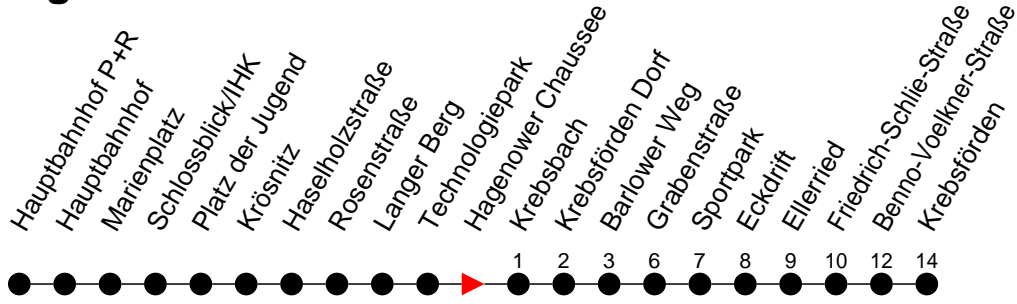 Hauptbahnhof P+R
Hauptbahnhof
Marienplatz
Schlossblick/IHK
Platz der Jugend
Krösnitz
Haselholzstraße
Rosenstraße
Langer Berg
Technologiepark
Hagenower Chaussee
Krebsbach
Krebsförden Dorf
Barlower Weg
Grabenstraße
Sportpark
Eckdrift
Ellerried
Friedrich-Schlie-Straße
Benno-Voelkner-Straße
Krebsförden
1 2 3 6 7 8 9 10 12 14